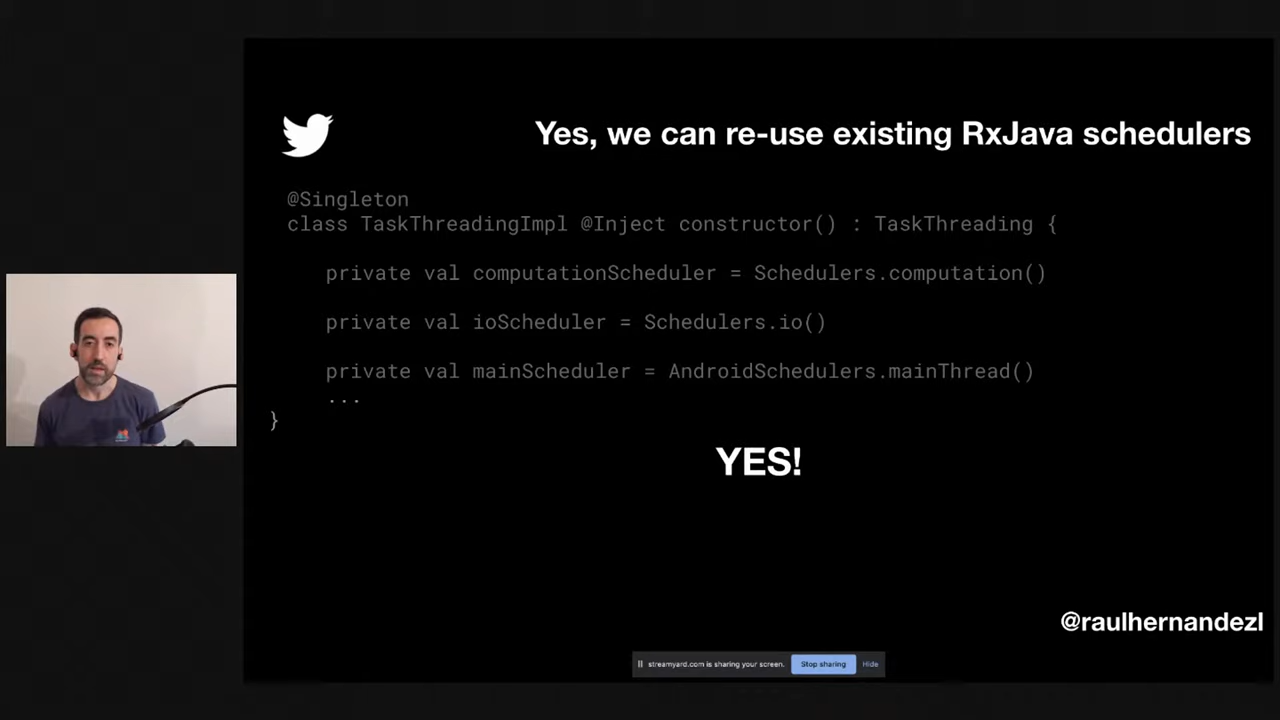 Yes, we can re-use existing RxJava schedulers
@Singleton
class TaskThreadingImpl @Inject constructor() : TaskThreading {
private val computationScheduler = Schedulers.computation()
private val ioScheduler = Schedulers.io()
private val mainScheduler = AndroidSchedulers.mainThread()
...
}
YES!
@raulhernandezl
streamyard.com is sharing your screen. Stop sharing Hide